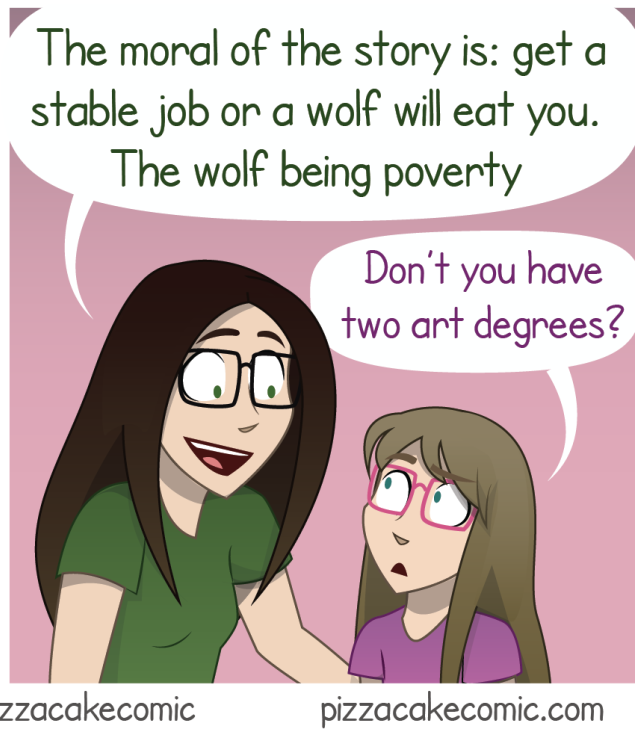 The moral of the story is: get a
stable job or a wolf will eat you.
The wolf being poverty
Don't you have
two art degrees?
zzacakecomic
pizzacakecomic.com